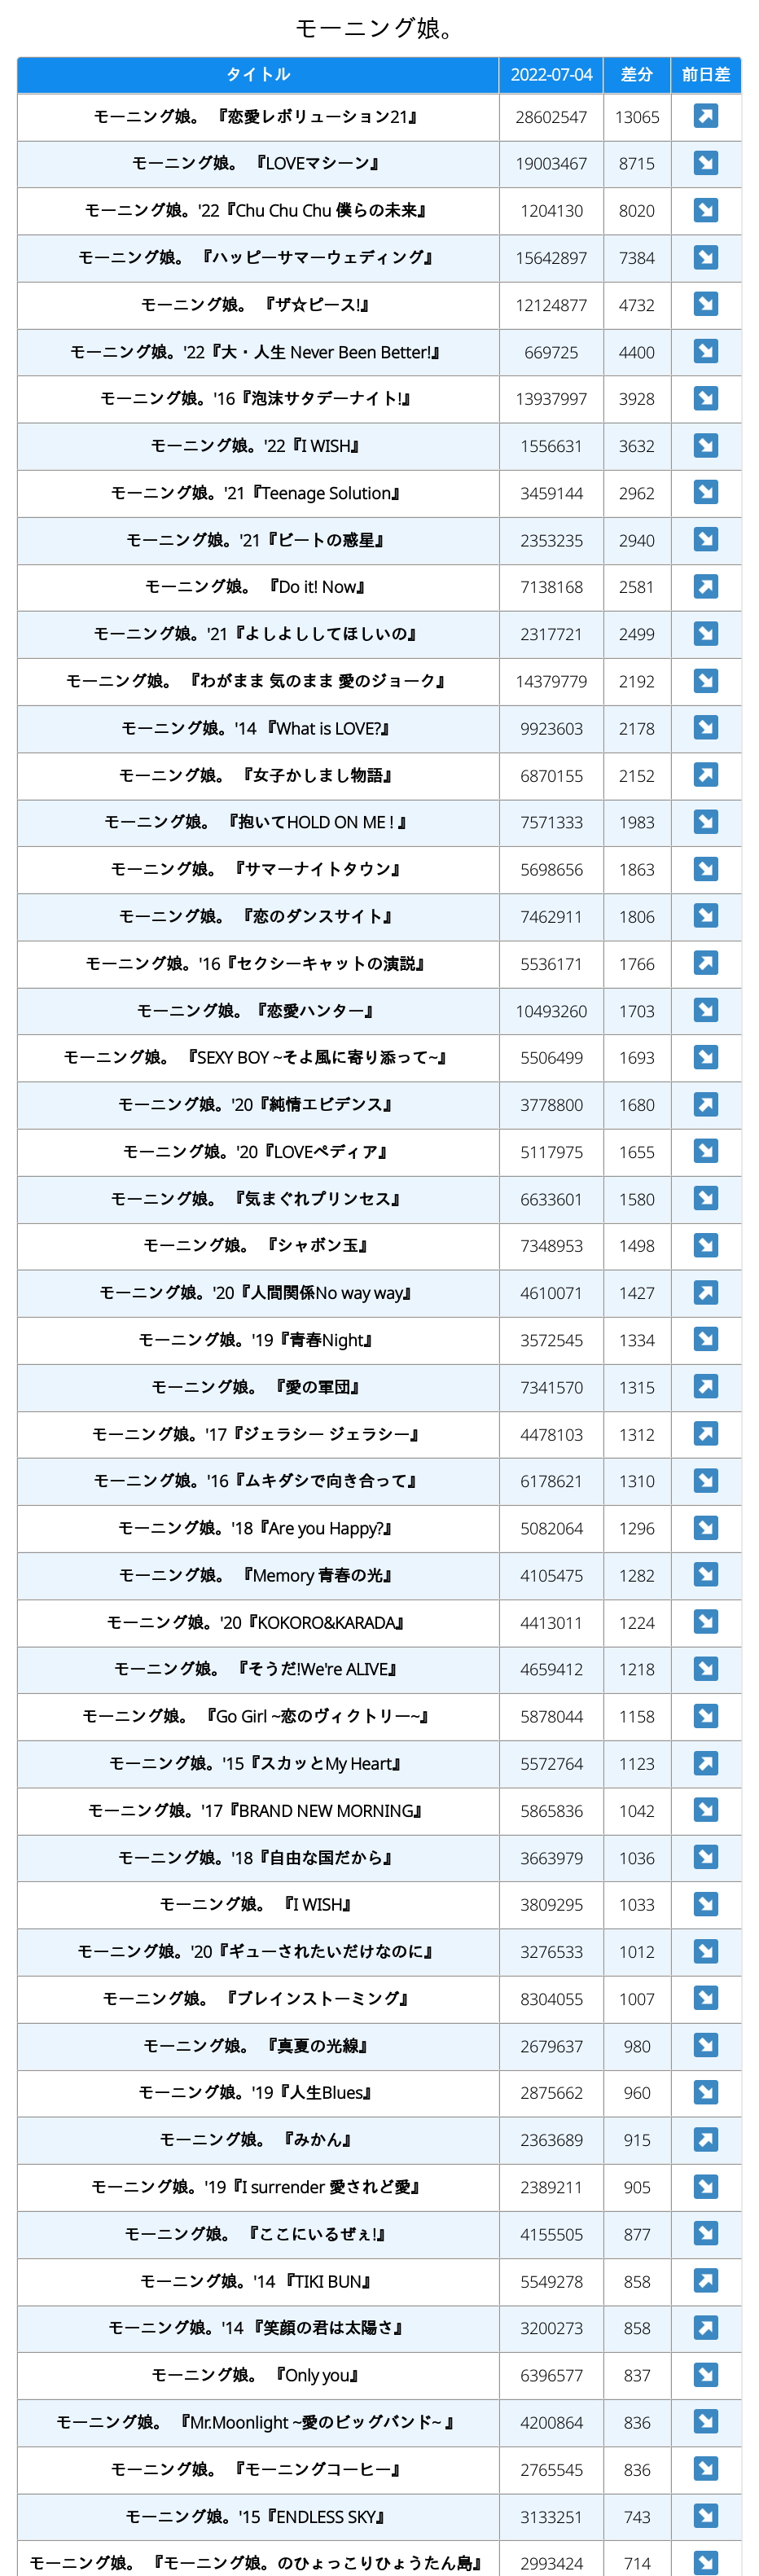 モーニング娘。
タイトル 2022-07-04 差分 前日差
モーニング娘。 『恋愛レボリューション21』 28602547 13065
モーニング娘。 『LOVEマシーン』 19003467 8715
モーニング娘。'22『Chu Chu Chu 僕らの未来』 1204130 8020
モーニング娘。 『ハッピーサマーウェディング』 15642897 7384
モーニング娘。 『ザ☆ピース!』 12124877 4732
モーニング娘。'22『大・人生 Never Been Better!』 669725 4400
モーニング娘。'16『泡沫サタデーナイト!』 13937997 3928
モーニング娘。'22『I WISH』 1556631 3632
モーニング娘。'21『Teenage Solution』 3459144 2962
モーニング娘。'21『ビートの惑星』 2353235 2940
モーニング娘。 『Do it! Now』 7138168 2581
モーニング娘。'21『よしよししてほしいの』 2317721 2499
モーニング娘。 『わがまま 気のまま 愛のジョーク』 14379779 2192
モーニング娘。'14 『What is LOVE?』 9923603 2178
モーニング娘。 『女子かしまし物語』 6870155 2152
モーニング娘。 『抱いてHOLD ON ME ! 』 7571333 1983
モーニング娘。 『サマーナイトタウン』 5698656 1863
モーニング娘。 『恋のダンスサイト』 7462911 1806
モーニング娘。'16『セクシーキャットの演説』 5536171 1766
モーニング娘。『恋愛ハンター』 10493260 1703
モーニング娘。 『SEXY BOY ~そよ風に寄り添って~』 5506499 1693
モーニング娘。'20『純情エビデンス』 3778800 1680
モーニング娘。'20『LOVEペディア』 5117975 1655
モーニング娘。 『気まぐれプリンセス』 6633601 1580
モーニング娘。 『シャボン玉』 7348953 1498
モーニング娘。'20『人間関係No way way』 4610071 1427
モーニング娘。'19『青春Night』 3572545 1334
モーニング娘。 『愛の軍団』 7341570 1315
モーニング娘。'17『ジェラシー ジェラシー』 4478103 1312
モーニング娘。'16『ムキダシで向き合って』 6178621 1310
モーニング娘。'18『Are you Happy?』 5082064 1296
モーニング娘。 『Memory 青春の光』 4105475 1282
モーニング娘。'20『KOKORO&KARADA』 4413011 1224
モーニング娘。 『そうだ!We're ALIVE』 4659412 1218
モーニング娘。 『Go Girl ~恋のヴィクトリー~』 5878044 1158
モーニング娘。'15『スカッとMy Heart』 5572764 1123
モーニング娘。'17『BRAND NEW MORNING』 5865836 1042
モーニング娘。'18『自由な国だから』 3663979 1036
モーニング娘。 『I WISH』 3809295 1033
モーニング娘。'20『ギューされたいだけなのに』 3276533 1012
モーニング娘。 『ブレインストーミング』 8304055 1007
モーニング娘。 『真夏の光線』 2679637 980
モーニング娘。'19『人生Blues』 2875662 960
モーニング娘。 『みかん』 2363689 915
モーニング娘。'19『I surrender 愛されど愛』 2389211 905
モーニング娘。 『ここにいるぜぇ!』 4155505 877
モーニング娘。'14 『TIKI BUN』 5549278 858
モーニング娘。'14 『笑顔の君は太陽さ』 3200273 858
モーニング娘。 『Only you』 6396577 837
モーニング娘。 『Mr.Moonlight ~愛のビッグバンド~ 』 4200864 836
モーニング娘。 『モーニングコーヒー』 2765545 836
モーニング娘。'15『ENDLESS SKY』 3133251 743
モーニング娘。 『モーニング娘。のひょっこりひょうたん島』 2993424 714